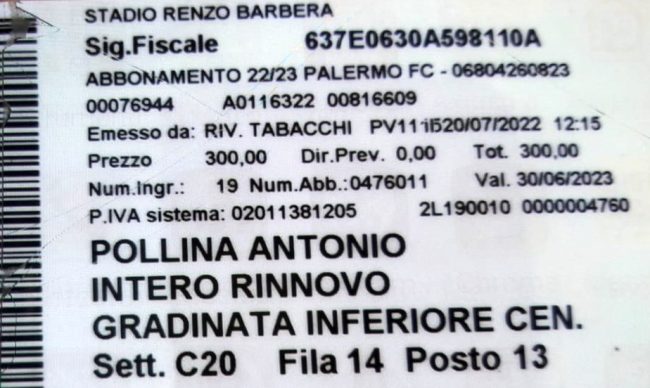 STADIO RENZO BARBERA
Sig.Fiscale 637E0630A598110A
ABBONAMENTO 22/23 PALERMO FC - 06804260823
00076944 A0116322 00816609
Emesso da: RIV. TABACCHI 20/07/2022 12:15
Prezzo 300,00 Dir.Prev. 0,00 Tot. 300,00
Num.Ingr.: 19 Num.Abb.:0476011 Val. 30/06/2023
P.IVA sistema: 02011381205 2L190010 0000004760
POLLINA ANTONIO
INTERO RINNOVO
GRADINATA INFERIORE CEN.
Sett. C20 Fila 14 Posto 13